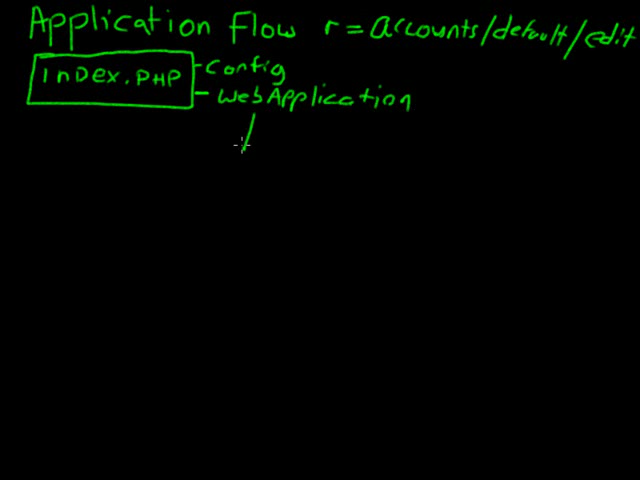 Application Flow r = accounts/default/edit
InDex.PHP - Config
- WebApplication